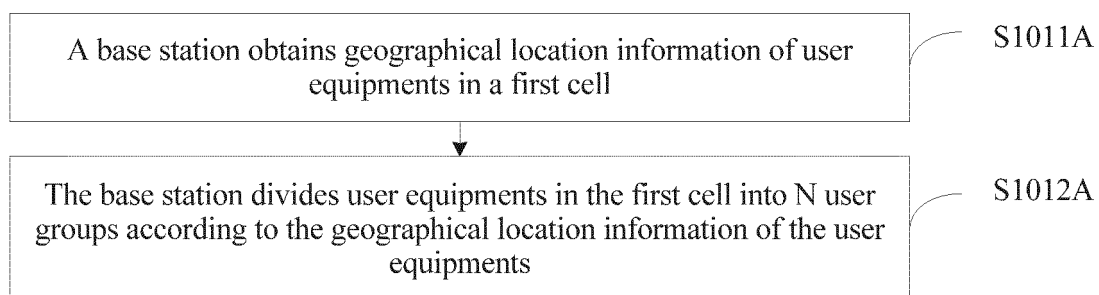 A base station obtains geographical location information of user
equipments in a first cell
S1011A
The base station divides user equipments in the first cell into N user
groups according to the geographical location information of the user
equipments
S1012A